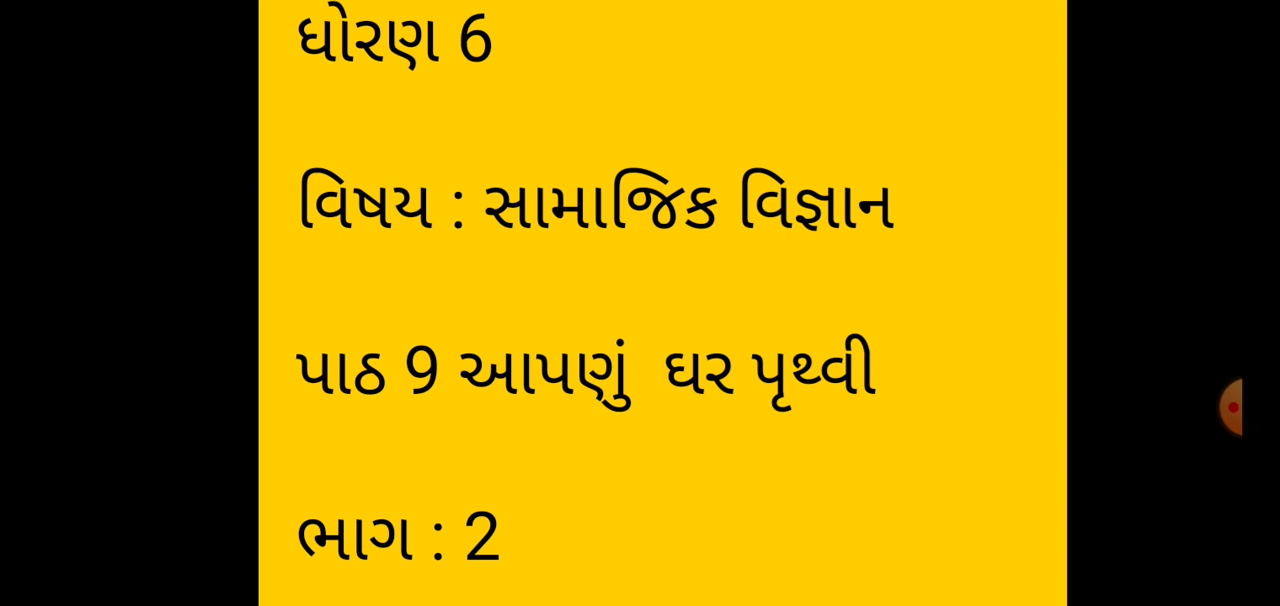 ધોરણ 6
વિષય : સામાજિક વિજ્ઞાન
પાઠ 9 આપણું  ઘર પૃથ્વી
ભાગ : 2